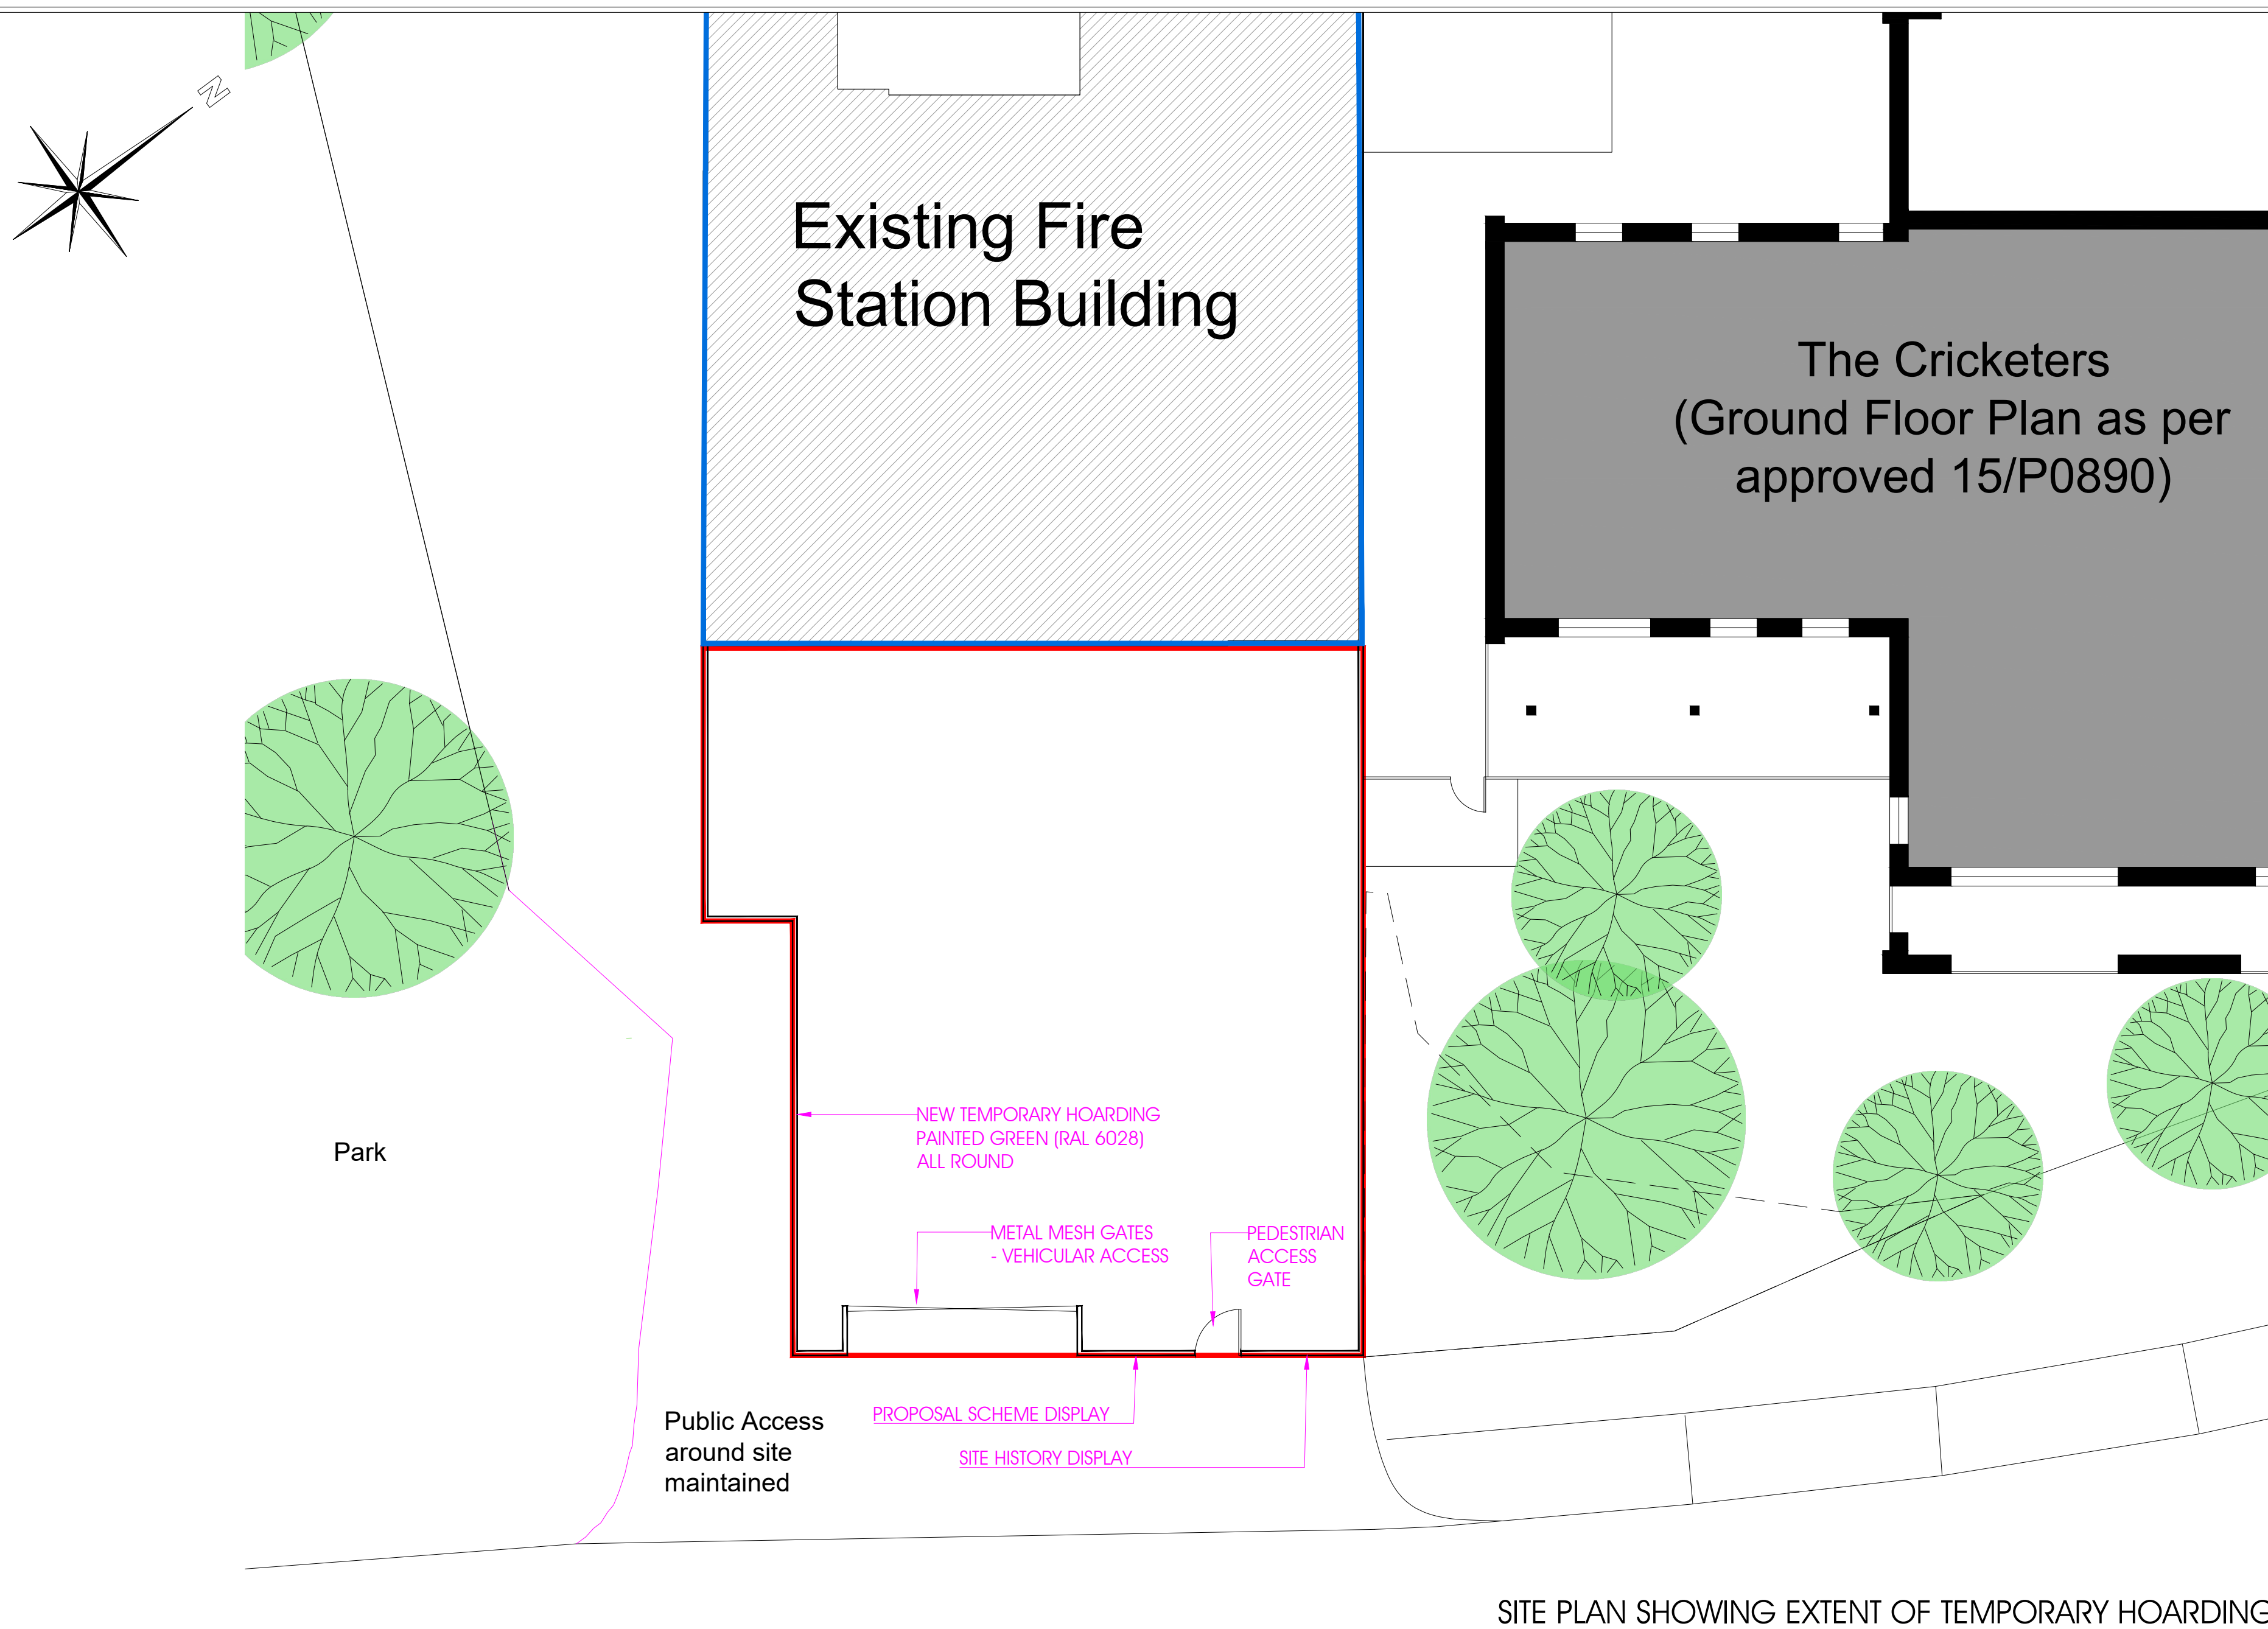 N
Existing Fire
Station Building
The Cricketers
(Ground Floor Plan as per
approved 15/P0890)
NEW TEMPORARY HOARDING
PAINTED GREEN (RAL 6028)
ALL ROUND
Park
METAL MESH GATES
- VEHICULAR ACCESS
PEDESTRIAN
ACCESS
GATE
Public Access
around site
maintained
PROPOSAL SCHEME DISPLAY
SITE HISTORY DISPLAY
SITE PLAN SHOWING EXTENT OF TEMPORARY HOARDING